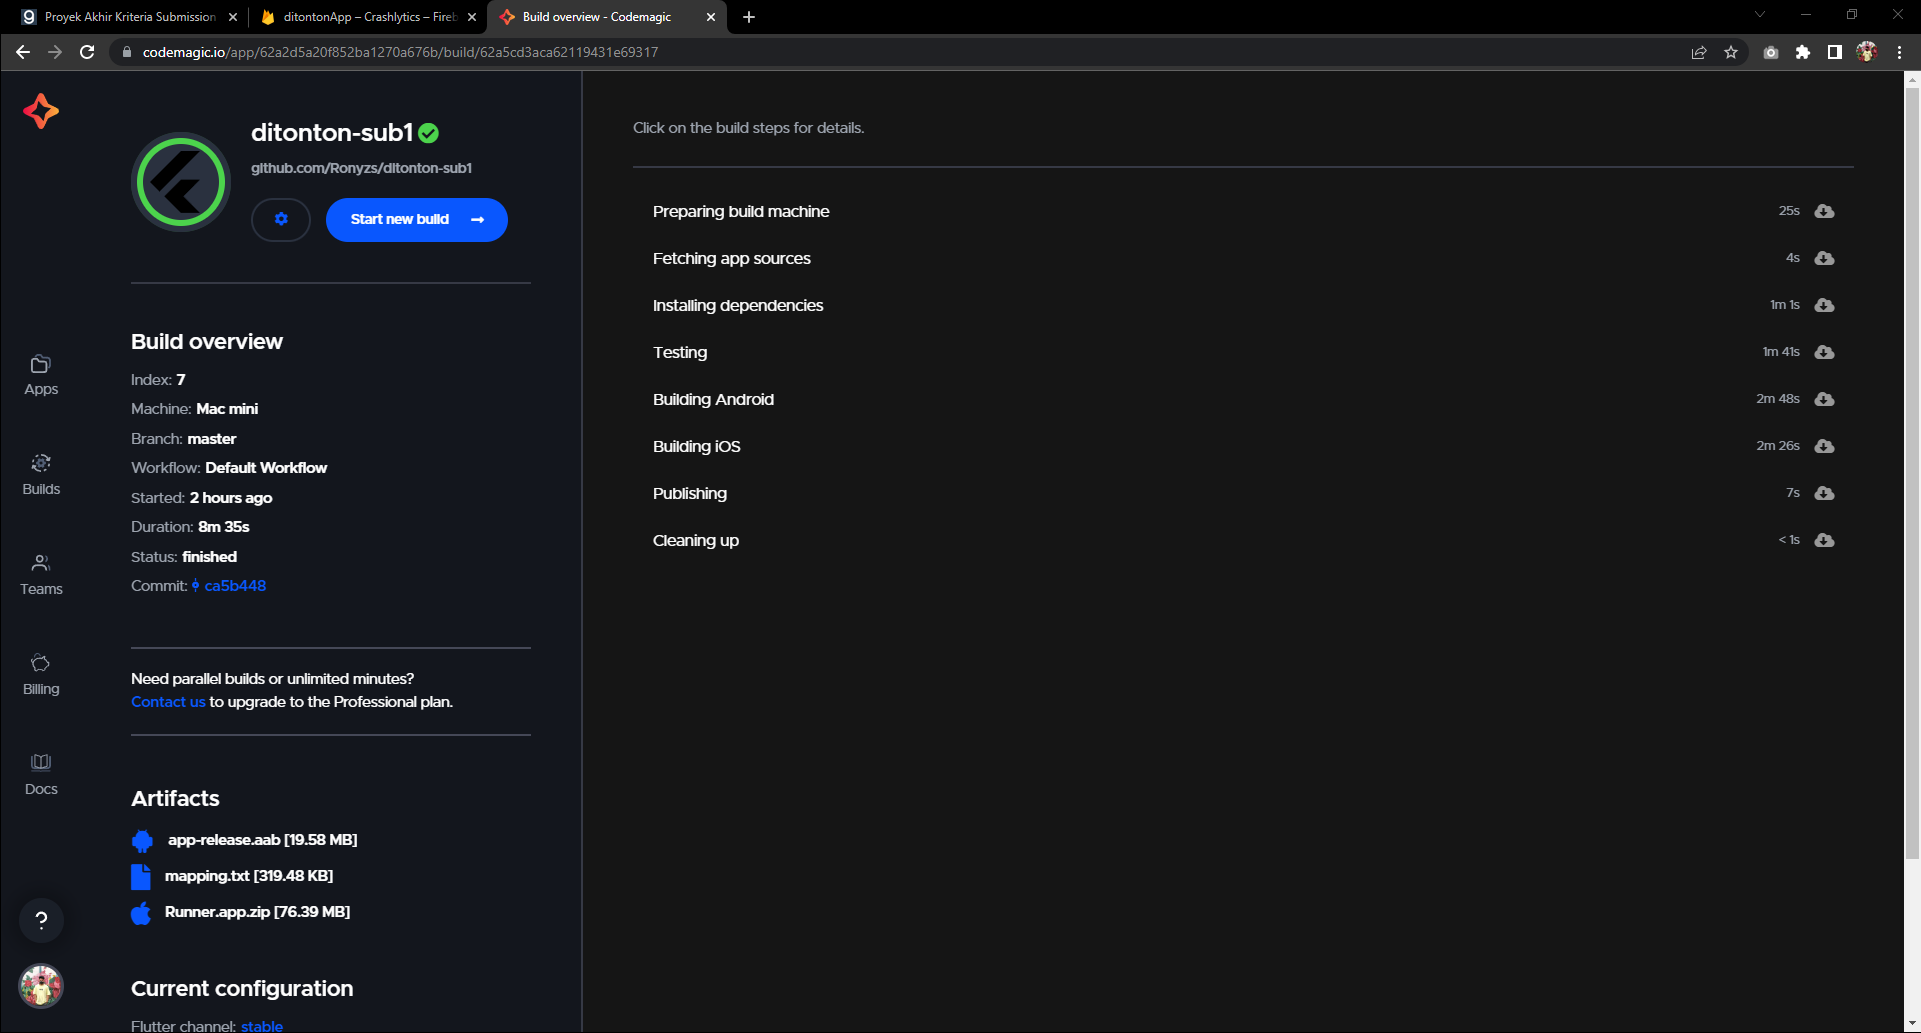 Proyek Akhir Kriteria Submission
ditontonApp – Crashlytics – Fireb
Build overview - Codemagic
codemagic.io/app/62a2d5a20f852ba1270a676b/build/62a5cd3aca62119431e69317
ditonton-sub1
github.com/Ronyzs/ditonton-sub1
Start new build
Build overview
Index: 7
Machine: Mac mini
Branch: master
Workflow: Default Workflow
Started: 2 hours ago
Duration: 8m 35s
Status: finished
Commit: ca5b448
Need parallel builds or unlimited minutes?
Contact us to upgrade to the Professional plan.
Artifacts
app-release.aab [19.58 MB]
mapping.txt [319.48 KB]
Runner.app.zip [76.39 MB]
Current configuration
Flutter channel: stable
Apps
Builds
Teams
Billing
Docs
?
Click on the build steps for details.
Preparing build machine 25s
Fetching app sources 4s
Installing dependencies 1m 1s
Testing 1m 41s
Building Android 2m 48s
Building iOS 2m 26s
Publishing 7s
Cleaning up < 1s